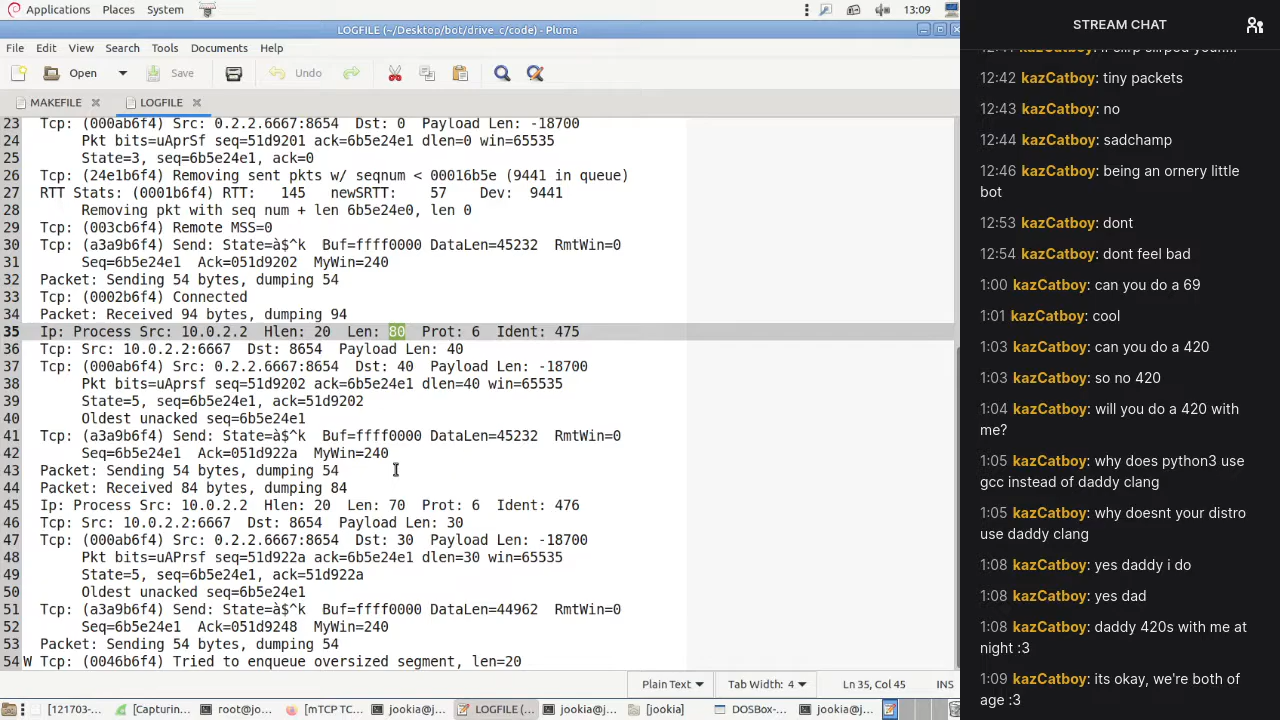 Applications Places System 13:09
LOGFILE (~/Desktop/bot/drive_c/code) - Pluma
File Edit View Search Tools Documents Help
Open Save Undo
MAKEFILE LOGFILE
23 Tcp: (000ab6f4) Src: 0.2.2.6667:8654 Dst: 0 Payload Len: -18700
24 Pkt bits=uAprSf seq=51d9201 ack=6b5e24e1 dlen=0 win=65535
25 State=3, seq=6b5e24e1, ack=0
26 Tcp: (24e1b6f4) Removing sent pkts w/ seqnum < 00016b5e (9441 in queue)
27 RTT Stats: (0001b6f4) RTT: 145 newSRTT: 57 Dev: 9441
28 Removing pkt with seq num + len 6b5e24e0, len 0
29 Tcp: (003cb6f4) Remote MSS=0
30 Tcp: (a3a9b6f4) Send: State=à$^k Buf=ffff0000 DataLen=45232 RmtWin=0
31 Seq=6b5e24e1 Ack=051d9202 MyWin=240
32 Packet: Sending 54 bytes, dumping 54
33 Tcp: (0002b6f4) Connected
34 Packet: Received 94 bytes, dumping 94
35 Ip: Process Src: 10.0.2.2 Hlen: 20 Len: 80 Prot: 6 Ident: 475
36 Tcp: Src: 10.0.2.2:6667 Dst: 8654 Payload Len: 40
37 Tcp: (000ab6f4) Src: 0.2.2.6667:8654 Dst: 40 Payload Len: -18700
38 Pkt bits=uAprsf seq=51d9202 ack=6b5e24e1 dlen=40 win=65535
39 State=5, seq=6b5e24e1, ack=51d9202
40 Oldest unacked seq=6b5e24e1
41 Tcp: (a3a9b6f4) Send: State=à$^k Buf=ffff0000 DataLen=45232 RmtWin=0
42 Seq=6b5e24e1 Ack=051d922a MyWin=240
43 Packet: Sending 54 bytes, dumping 54
44 Packet: Received 84 bytes, dumping 84
45 Ip: Process Src: 10.0.2.2 Hlen: 20 Len: 70 Prot: 6 Ident: 476
46 Tcp: Src: 10.0.2.2:6667 Dst: 8654 Payload Len: 30
47 Tcp: (000ab6f4) Src: 0.2.2.6667:8654 Dst: 30 Payload Len: -18700
48 Pkt bits=uAPrsf seq=51d922a ack=6b5e24e1 dlen=30 win=65535
49 State=5, seq=6b5e24e1, ack=51d922a
50 Oldest unacked seq=6b5e24e1
51 Tcp: (a3a9b6f4) Send: State=à$^k Buf=ffff0000 DataLen=44962 RmtWin=0
52 Seq=6b5e24e1 Ack=051d9248 MyWin=240
53 Packet: Sending 54 bytes, dumping 54
54 W Tcp: (0046b6f4) Tried to enqueue oversized segment, len=20
Plain Text Tab Width: 4 Ln 35, Col 45 INS
[121703-... [Capturin... root@jo... [mTCP TC... jookia@j... LOGFILE (... jookia@j... [jookia] DOSBox-... jookia@j...
STREAM CHAT
12:42 kazCatboy: tiny packets
12:43 kazCatboy: no
12:44 kazCatboy: sadchamp
12:46 kazCatboy: being an ornery little
bot
12:53 kazCatboy: dont
12:54 kazCatboy: dont feel bad
1:00 kazCatboy: can you do a 69
1:01 kazCatboy: cool
1:03 kazCatboy: can you do a 420
1:03 kazCatboy: so no 420
1:04 kazCatboy: will you do a 420 with
me?
1:05 kazCatboy: why does python3 use
gcc instead of daddy clang
1:05 kazCatboy: why doesnt your distro
use daddy clang
1:08 kazCatboy: yes daddy i do
1:08 kazCatboy: yes dad
1:08 kazCatboy: daddy 420s with me at
night :3
1:09 kazCatboy: its okay, we're both of
age :3